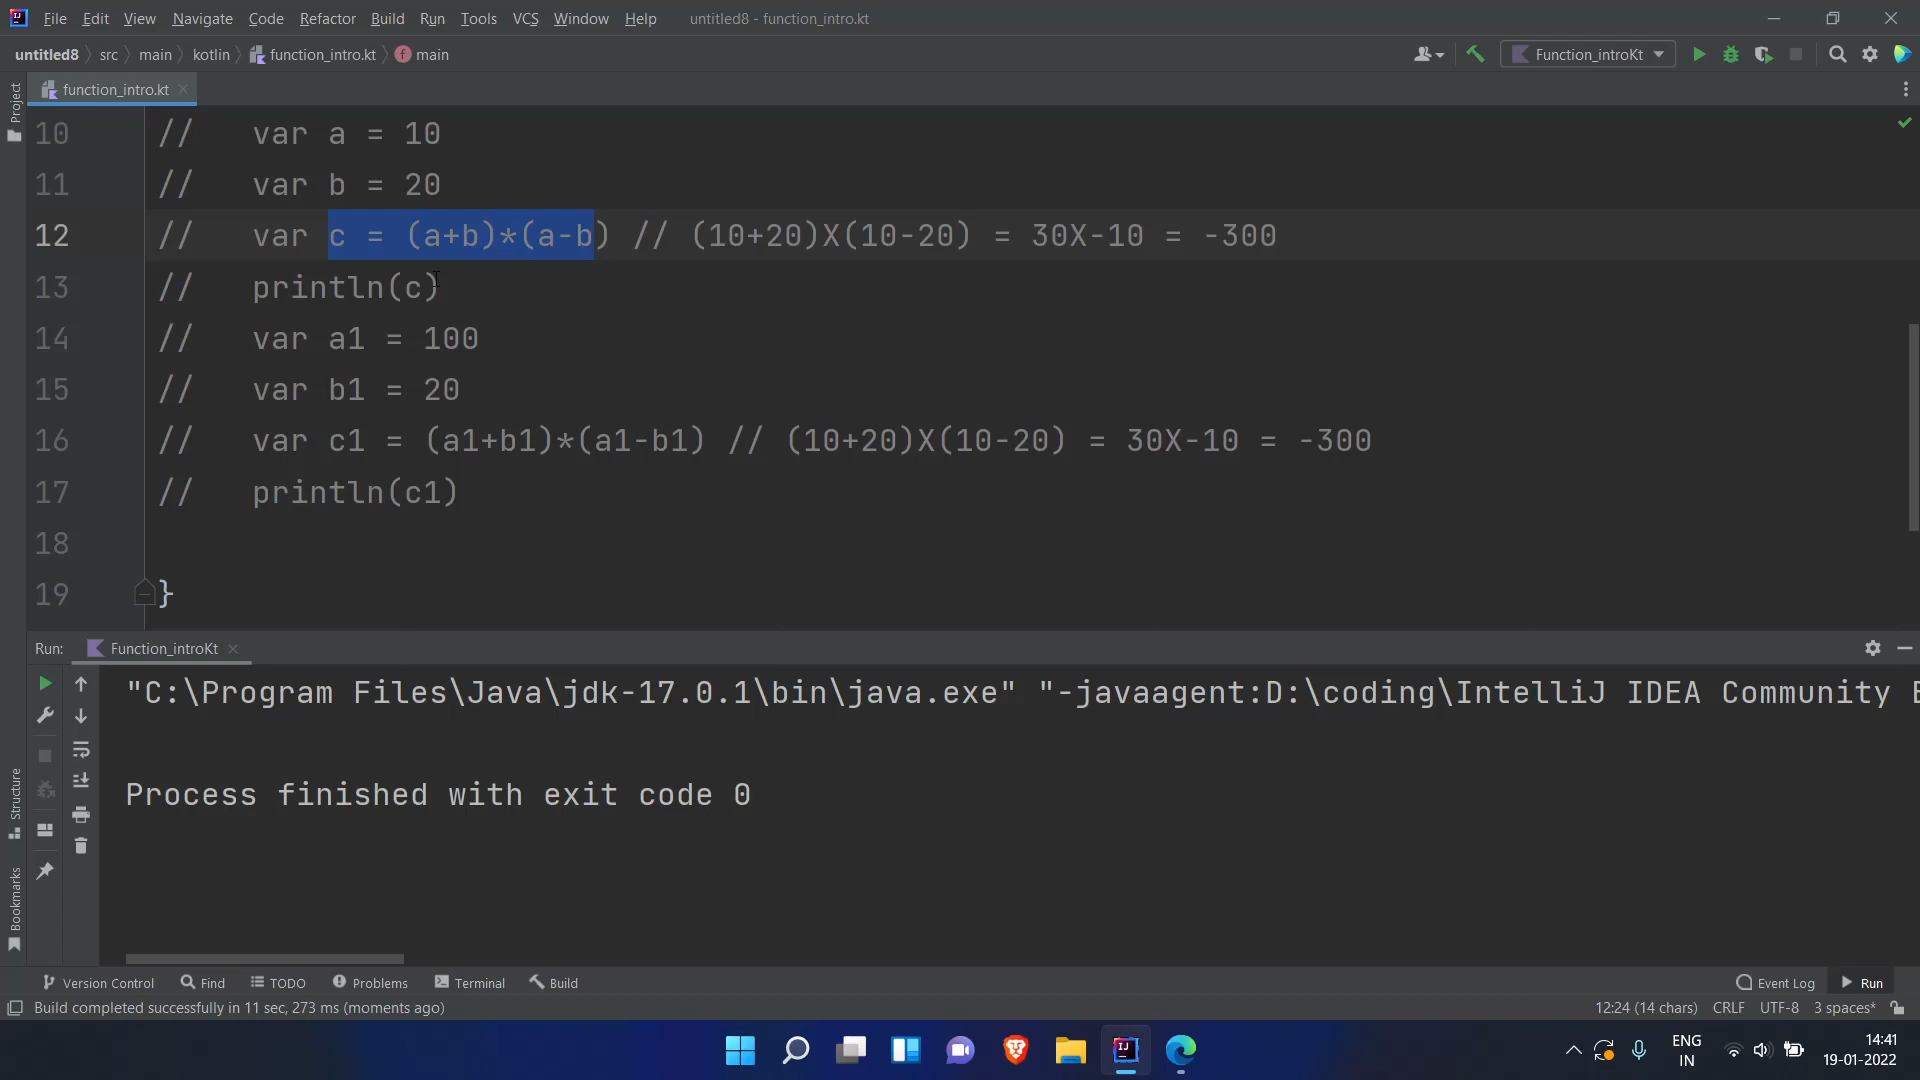 File Edit View Navigate Code Refactor Build Run Tools VCS Window Help untitled8 - function_intro.kt
untitled8 src main kotlin function_intro.kt main Function_introKt
Project
function_intro.kt
10 // var a = 10
11 // var b = 20
12 // var c = (a+b)*(a-b) // (10+20)X(10-20) = 30X-10 = -300
13 // println(c)
14 // var a1 = 100
15 // var b1 = 20
16 // var c1 = (a1+b1)*(a1-b1) // (10+20)X(10-20) = 30X-10 = -300
17 // println(c1)
18
19 }
Run: Function_introKt
"C:\Program Files\Java\jdk-17.0.1\bin\java.exe" "-javaagent:D:\coding\IntelliJ IDEA Community E
Process finished with exit code 0
Structure
Bookmarks
Version Control Find TODO Problems Terminal Build Event Log Run
Build completed successfully in 11 sec, 273 ms (moments ago) 12:24 (14 chars) CRLF UTF-8 3 spaces*
ENG 14:41
IN 19-01-2022